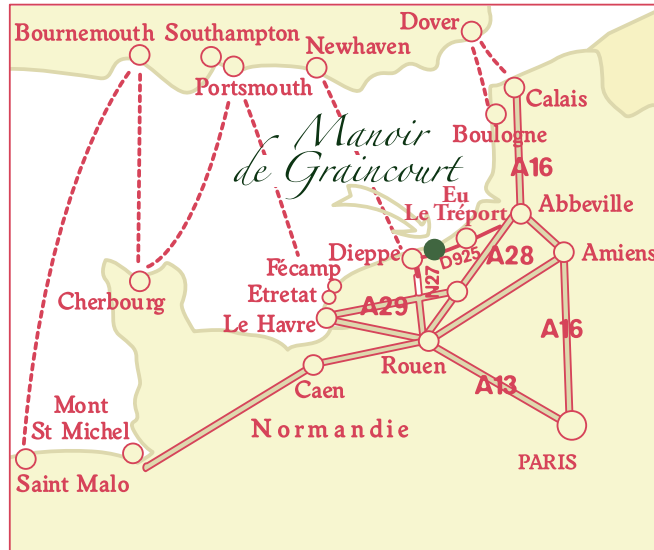 Dover
Bournemouth
Southampton
Newhaven
Portsmouth
Calais
Boulogne
Manoir
de Graincourt
A16
Eu
Le Tréport
Abbeville
Dieppe
D925
A28
Amiens
N27
Fécamp
Etretat
A29
Cherbourg
Le Havre
A16
Rouen
A13
Caen
Mont
St Michel
Normandie
PARIS
Saint Malo